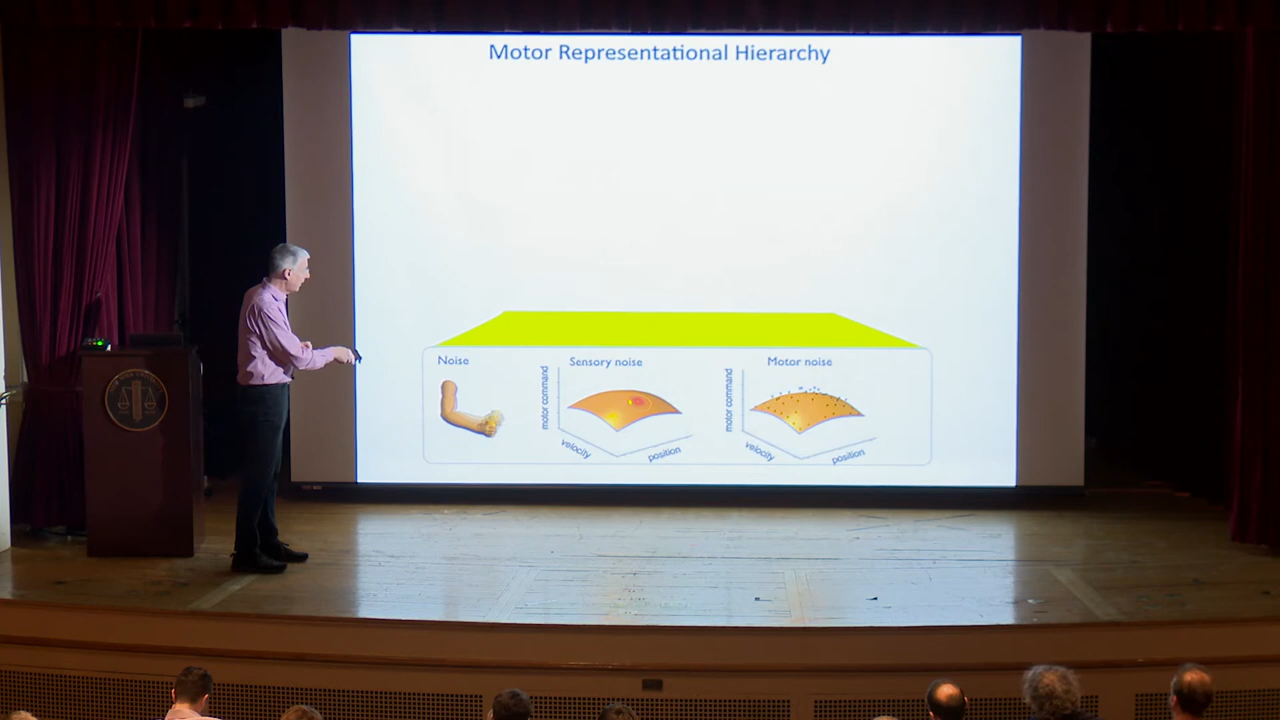 Motor Representational Hierarchy
Noise
Sensory noise
motor command
velocity
position
Motor noise
motor command
velocity
position